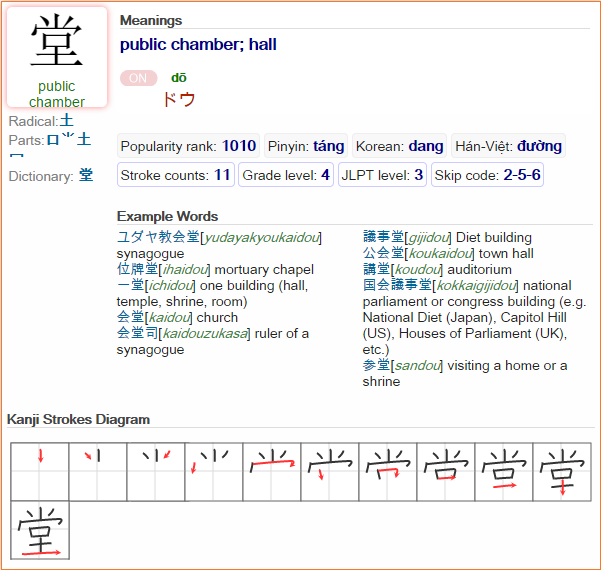 堂
public
chamber
Radical:土
Parts:ロ⺌土
冖
Dictionary: 堂
Meanings
public chamber; hall
ON dō
ドウ
Popularity rank: 1010 Pinyin: táng Korean: dang Hán-Việt: đường
Stroke counts: 11 Grade level: 4 JLPT level: 3 Skip code: 2-5-6
Example Words
ユダヤ教会堂[yudayakyoukaidou]
synagogue
位牌堂[ihaidou] mortuary chapel
一堂[ichidou] one building (hall,
temple, shrine, room)
会堂[kaidou] church
会堂司[kaidouzukasa] ruler of a
synagogue
議事堂[gijidou] Diet building
公会堂[koukaidou] town hall
講堂[koudou] auditorium
国会議事堂[kokkaigijidou] national
parliament or congress building (e.g.
National Diet (Japan), Capitol Hill
(US), Houses of Parliament (UK),
etc.)
参堂[sandou] visiting a home or a
shrine
Kanji Strokes Diagram
堂